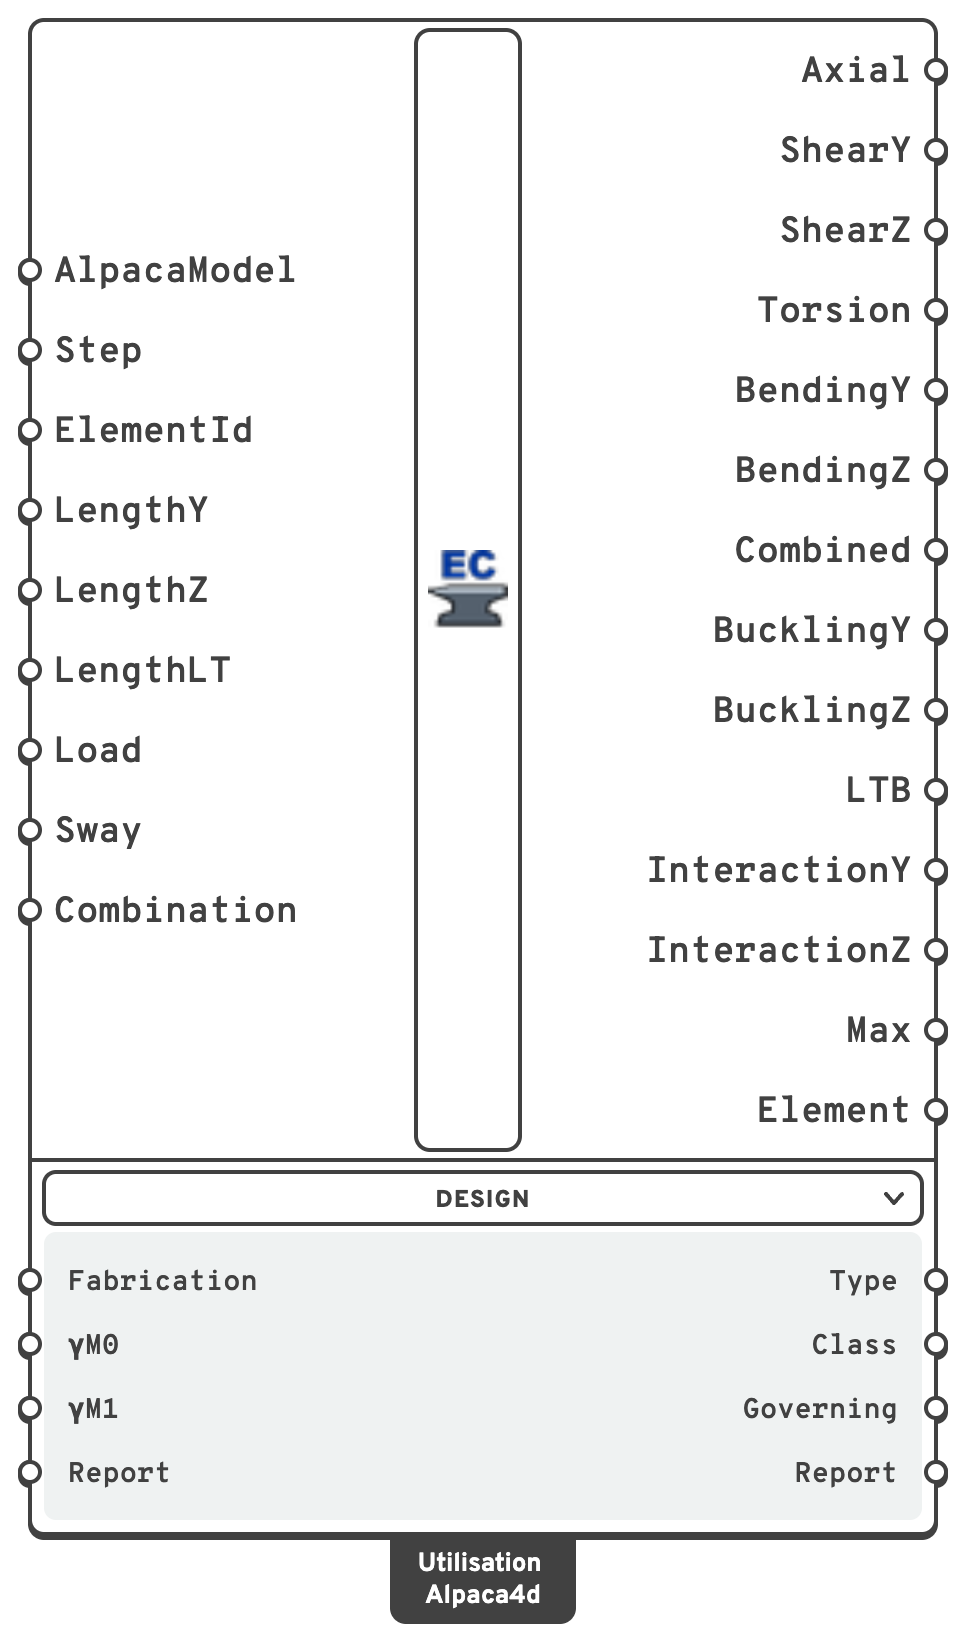 Axial
ShearY
ShearZ
AlpacaModel
Torsion
Step
BendingY
ElementId
BendingZ
LengthY
Combined
EC
LengthZ
BucklingY
LengthLT
BucklingZ
Load
LTB
Sway
InteractionY
Combination
InteractionZ
Max
Element
DESIGN
Fabrication Type
γM0 Class
γM1 Governing
Report Report
Utilisation
Alpaca4d